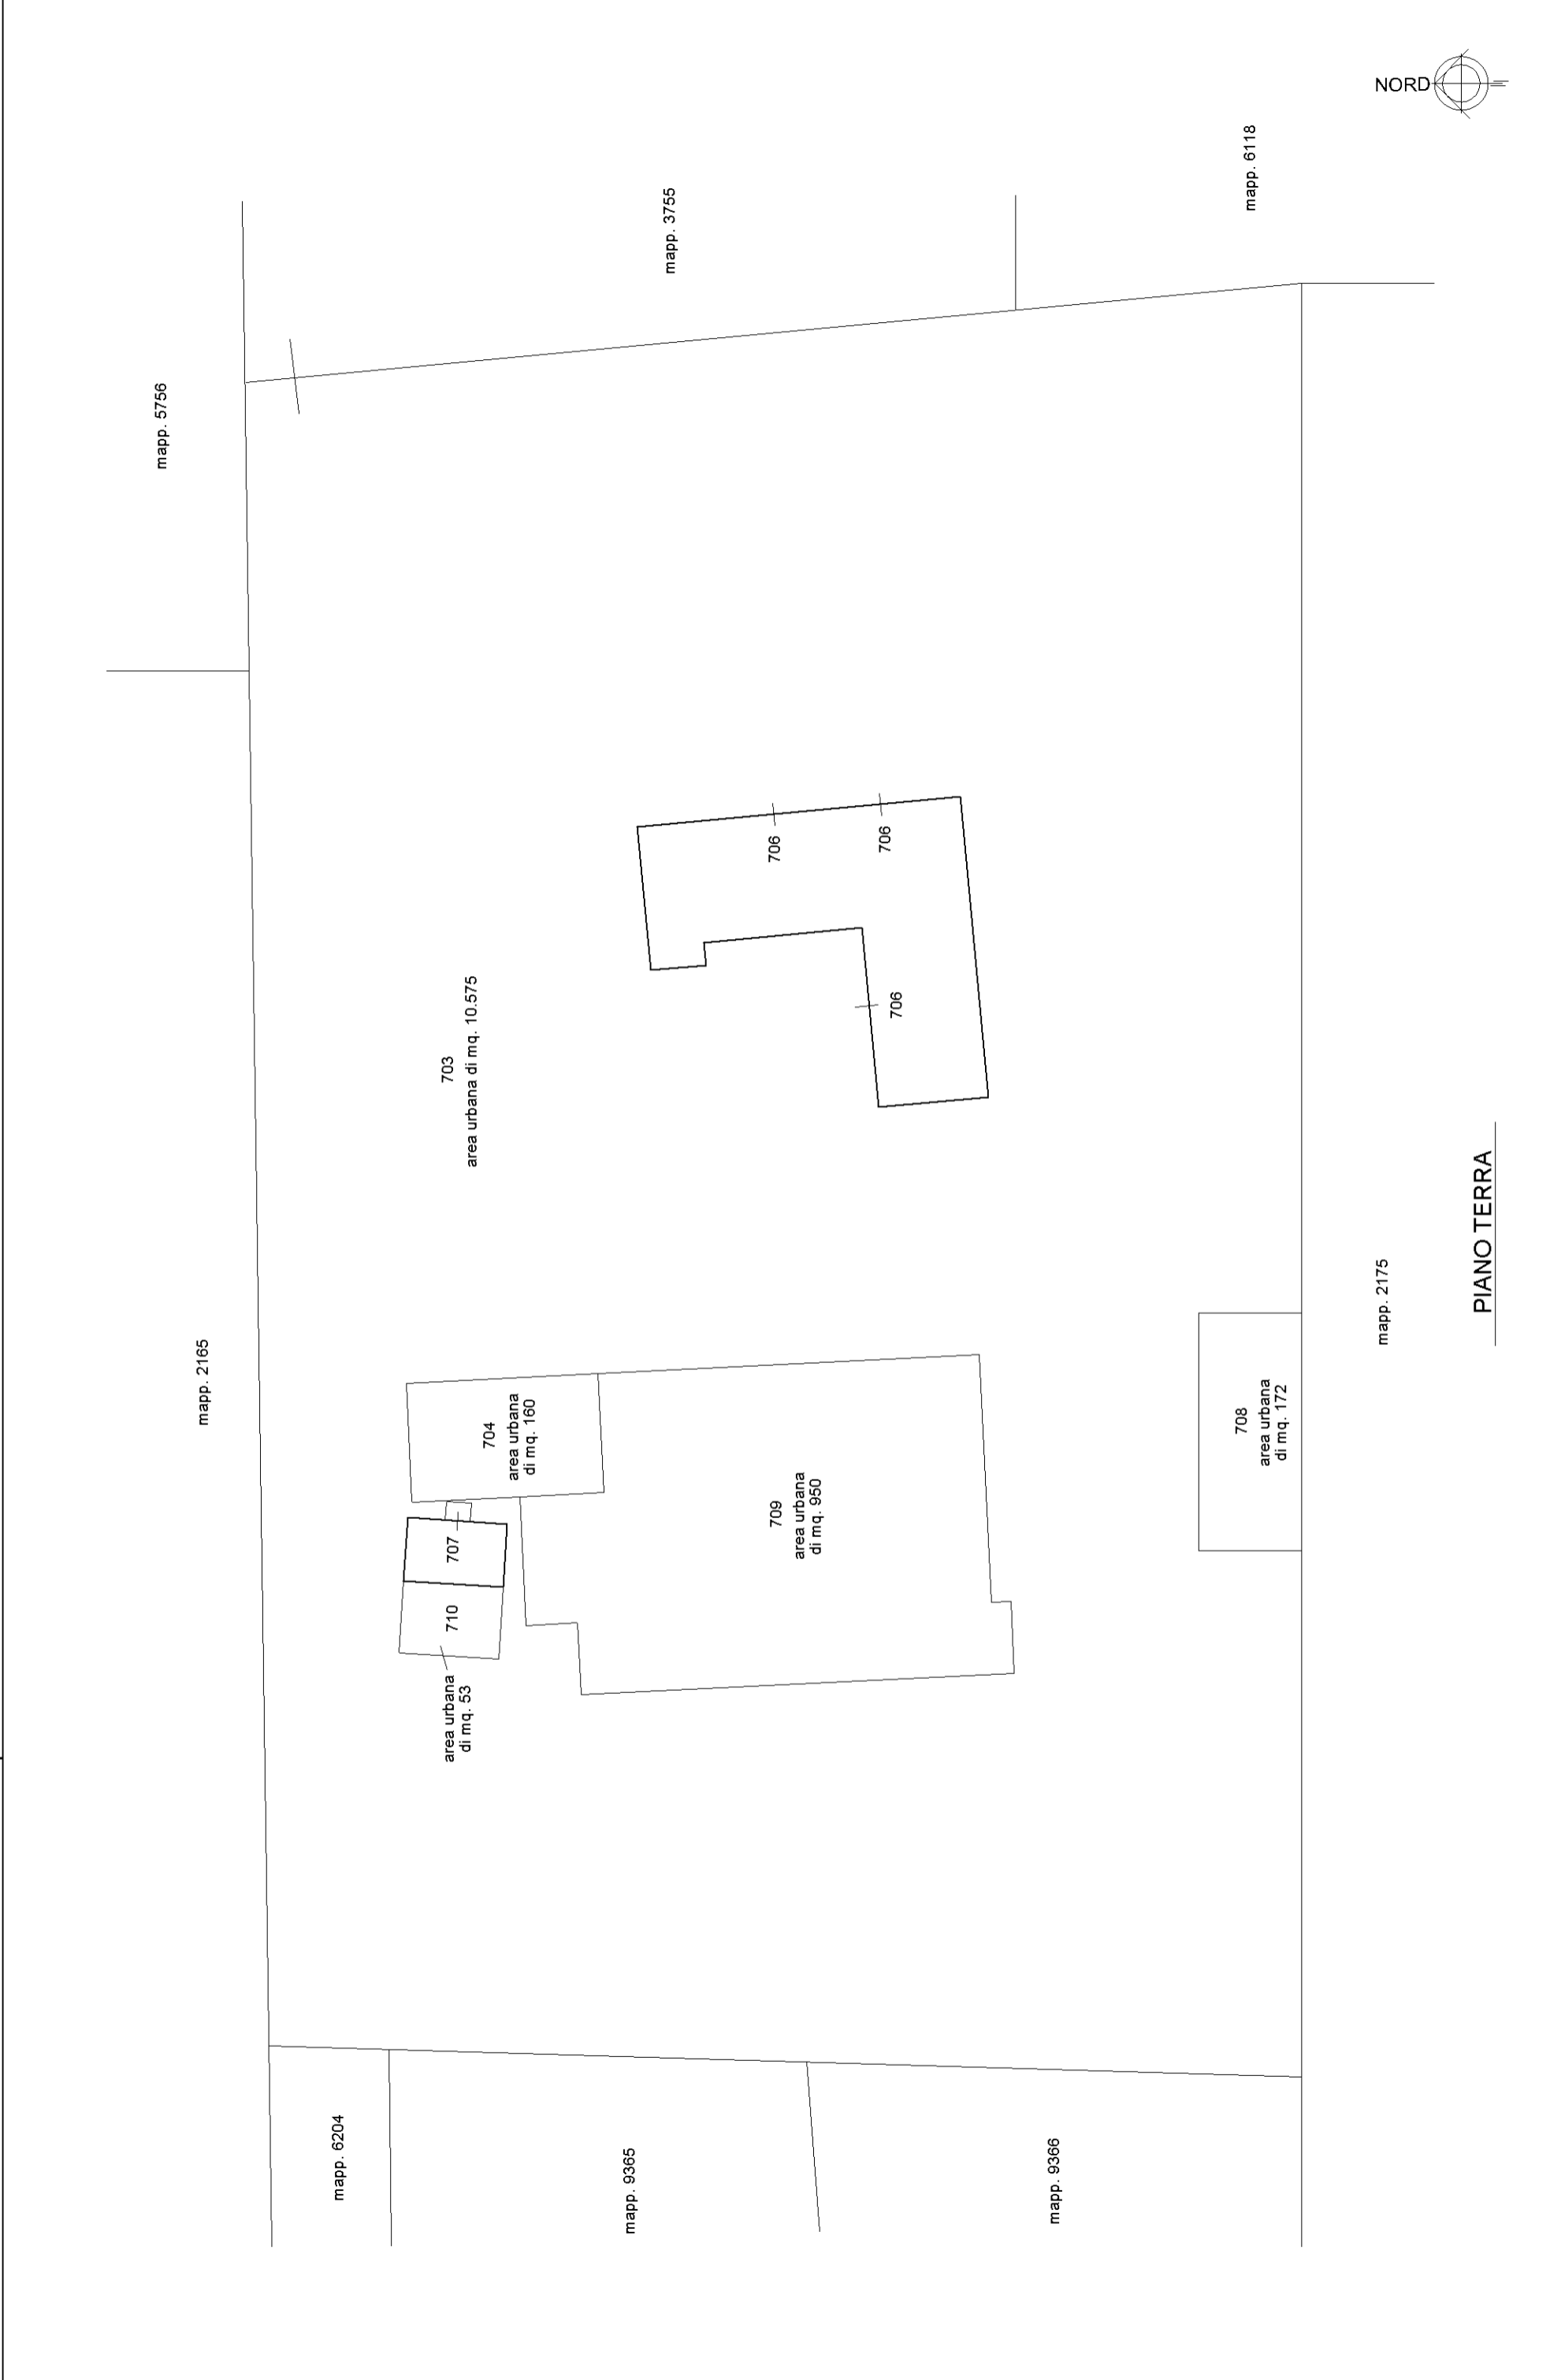 NORD
mapp. 6118
mapp. 3755
mapp. 5756
706
706
706
703
area urbana di mq. 10.575
mapp. 2165
704
area urbana
di mq. 160
707
710
area urbana
di mq. 53
709
area urbana
di mq. 950
708
area urbana
di mq. 172
mapp. 2175
PIANO TERRA
mapp. 6204
mapp. 9365
mapp. 9366